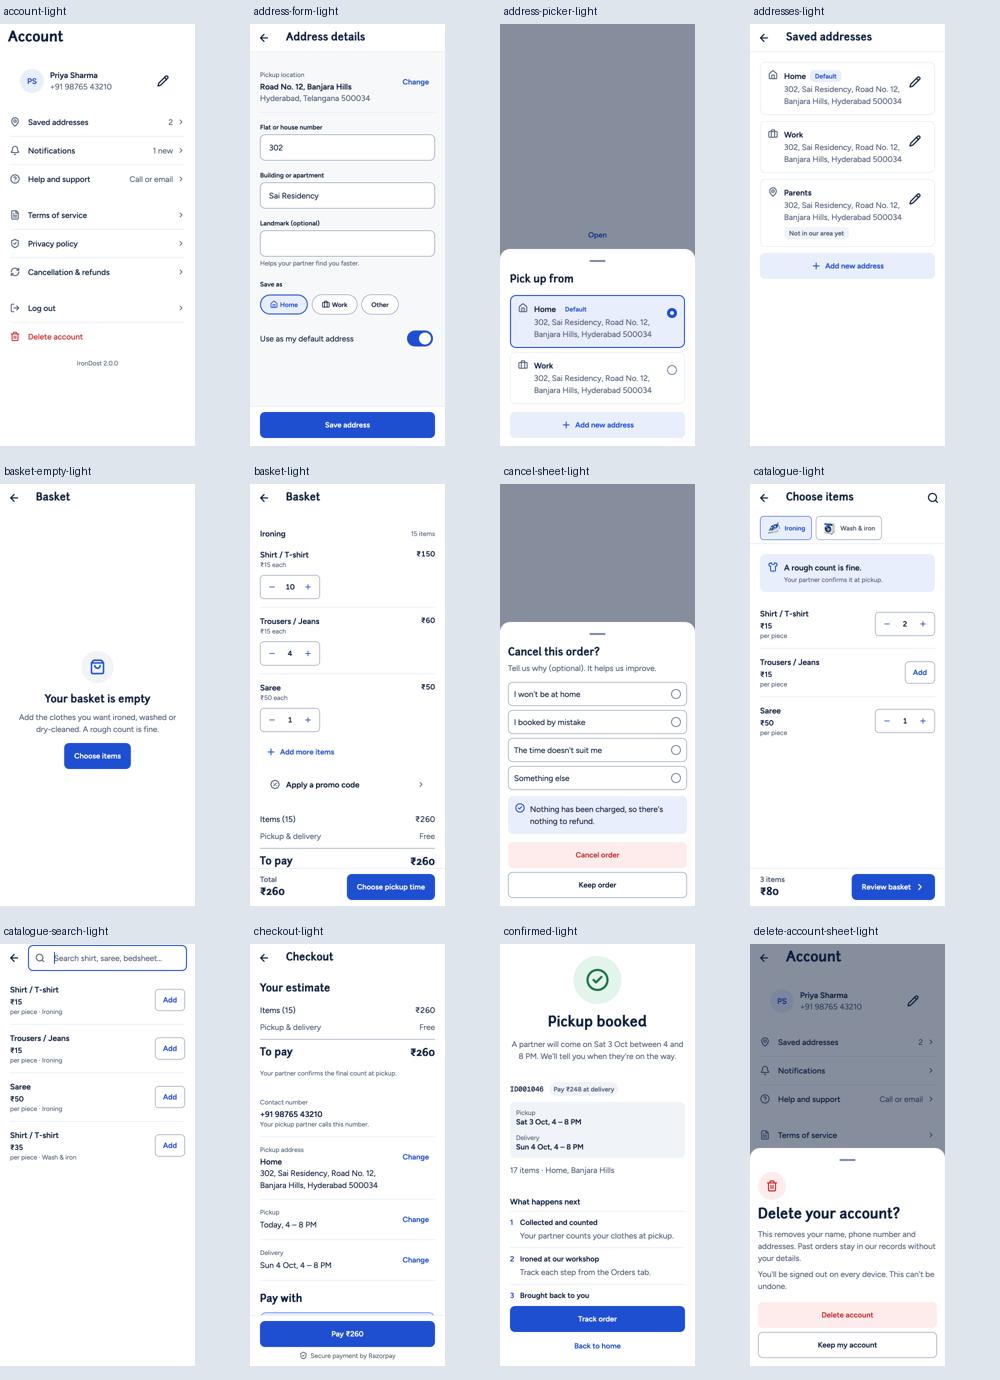 account-light
Account
PS
Priya Sharma
+91 98765 43210
Saved addresses 2
Notifications 1 new
Help and support Call or email
Terms of service
Privacy policy
Cancellation & refunds
Log out
Delete account
IronDost 2.0.0
address-form-light
Address details
Pickup location
Road No. 12, Banjara Hills
Hyderabad, Telangana 500034
Change
Flat or house number
302
Building or apartment
Sai Residency
Landmark (optional)
Helps your partner find you faster.
Save as
Home Work Other
Use as my default address
Save address
address-picker-light
Open
Pick up from
Home Default
302, Sai Residency, Road No. 12,
Banjara Hills, Hyderabad 500034
Work
302, Sai Residency, Road No. 12,
Banjara Hills, Hyderabad 500034
Add new address
addresses-light
Saved addresses
Home Default
302, Sai Residency, Road No. 12,
Banjara Hills, Hyderabad 500034
Work
302, Sai Residency, Road No. 12,
Banjara Hills, Hyderabad 500034
Parents
302, Sai Residency, Road No. 12,
Banjara Hills, Hyderabad 500034
Not in our area yet
Add new address
basket-empty-light
Basket
Your basket is empty
Add the clothes you want ironed, washed or
dry-cleaned. A rough count is fine.
Choose items
basket-light
Basket
Ironing 15 items
Shirt / T-shirt ₹150
₹15 each
− 10 +
Trousers / Jeans ₹60
₹15 each
− 4 +
Saree ₹50
₹50 each
− 1 +
+ Add more items
Apply a promo code
Items (15) ₹260
Pickup & delivery Free
To pay ₹260
Total
₹260
Choose pickup time
cancel-sheet-light
Cancel this order?
Tell us why (optional). It helps us improve.
I won't be at home
I booked by mistake
The time doesn't suit me
Something else
Nothing has been charged, so there's
nothing to refund.
Cancel order
Keep order
catalogue-light
Choose items
Ironing Wash & iron
A rough count is fine.
Your partner confirms it at pickup.
Shirt / T-shirt
₹15
per piece
− 2 +
Trousers / Jeans
₹15
per piece
Add
Saree
₹50
per piece
− 1 +
3 items
₹80
Review basket
catalogue-search-light
Search shirt, saree, bedsheet...
Shirt / T-shirt
₹15
per piece · Ironing
Add
Trousers / Jeans
₹15
per piece · Ironing
Add
Saree
₹50
per piece · Ironing
Add
Shirt / T-shirt
₹35
per piece · Wash & iron
Add
checkout-light
Checkout
Your estimate
Items (15) ₹260
Pickup & delivery Free
To pay ₹260
Your partner confirms the final count at pickup.
Contact number
+91 98765 43210
Your pickup partner calls this number.
Pickup address
Home
302, Sai Residency, Road No. 12,
Banjara Hills, Hyderabad 500034
Change
Pickup
Today, 4 – 8 PM
Change
Delivery
Sun 4 Oct, 4 – 8 PM
Change
Pay with
Pay ₹260
Secure payment by Razorpay
confirmed-light
Pickup booked
A partner will come on Sat 3 Oct between 4 and
8 PM. We'll tell you when they're on the way.
ID001046 Pay ₹248 at delivery
Pickup
Sat 3 Oct, 4 – 8 PM
Delivery
Sun 4 Oct, 4 – 8 PM
17 items · Home, Banjara Hills
What happens next
1 Collected and counted
Your partner counts your clothes at pickup.
2 Ironed at our workshop
Track each step from the Orders tab.
3 Brought back to you
Track order
Back to home
delete-account-sheet-light
Account
PS
Priya Sharma
+91 98765 43210
Saved addresses 2
Notifications
Help and support Call or email
Terms of service
Delete your account?
This removes your name, phone number and
addresses. Past orders stay in our records without
your details.
You'll be signed out on every device. This can't be
undone.
Delete account
Keep my account